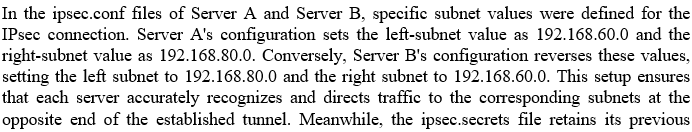 In the ipsec.conf files of Server A and Server B, specific subnet values were defined for the
IPsec connection. Server A's configuration sets the left-subnet value as 192.168.60.0 and the
right-subnet value as 192.168.80.0. Conversely, Server B's configuration reverses these values,
setting the left subnet to 192.168.80.0 and the right subnet to 192.168.60.0. This setup ensures
that each server accurately recognizes and directs traffic to the corresponding subnets at the
opposite end of the established tunnel. Meanwhile, the ipsec.secrets file retains its previous